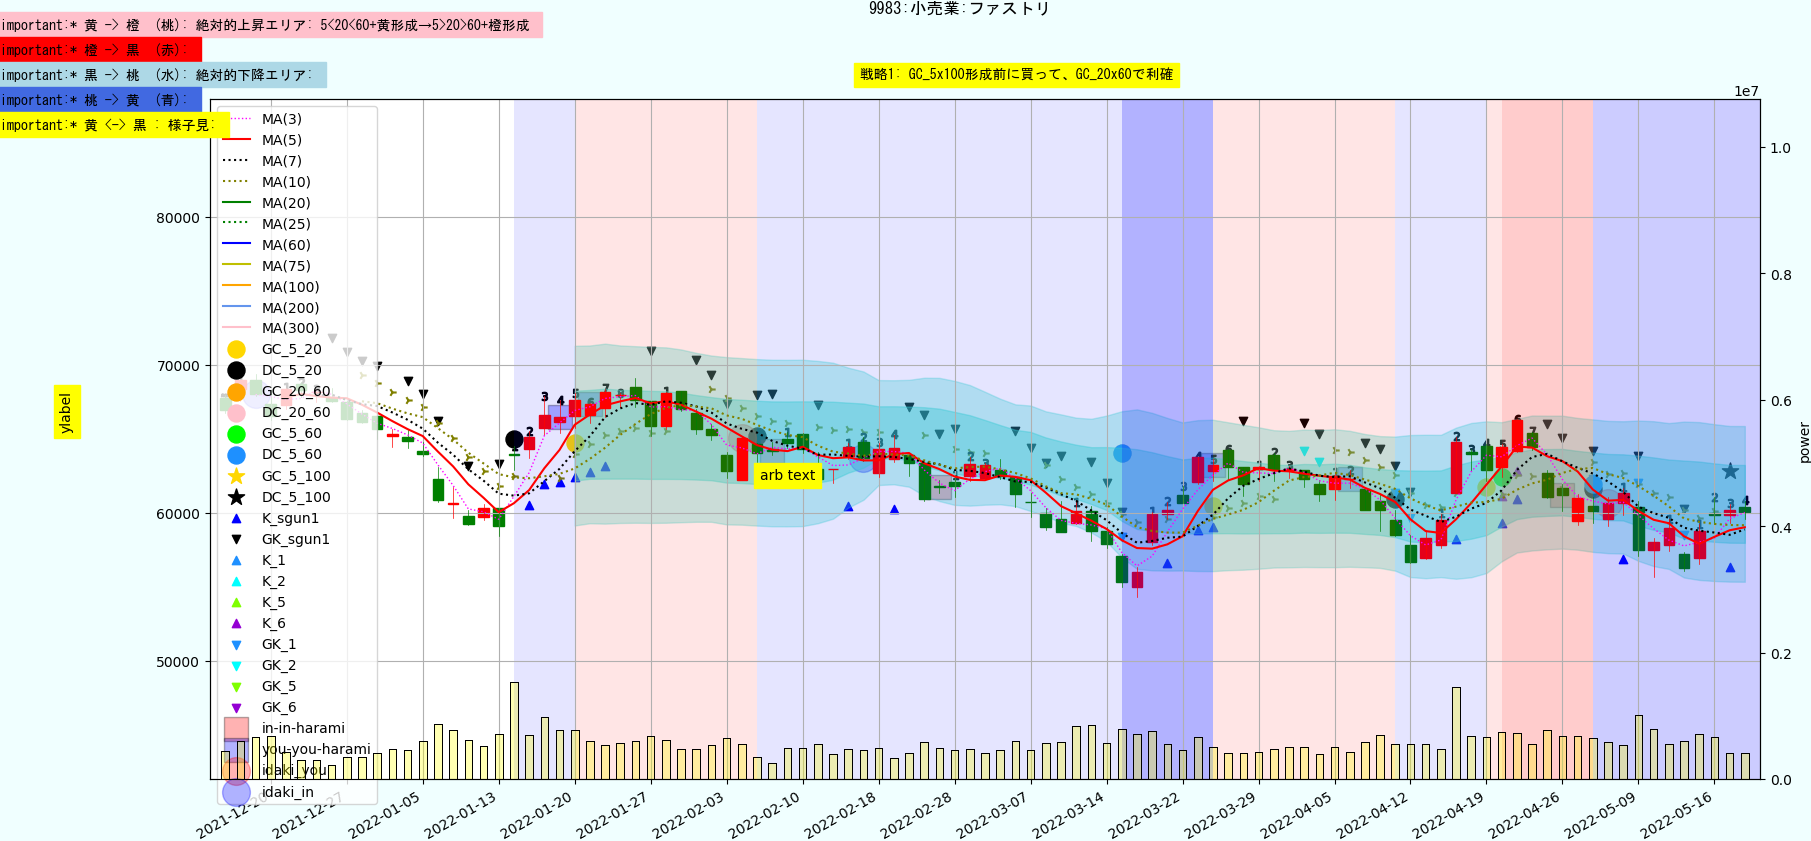 9983:小売業:ファストリ
important:* 黄 -> 橙 (桃): 絶対的上昇エリア: 5<20<60+黄形成→5>20>60+橙形成
important:* 橙 -> 黒 (赤):
important:* 黒 -> 桃 (水): 絶対的下降エリア:
important:* 桃 -> 黄 (青):
important:* 黄 <-> 黒 : 様子見:
戦略1: GC_5x100形成前に買って、GC_20x60で利確
1e7
MA(3)
MA(5)
MA(7)
MA(10)
MA(20)
MA(25)
MA(60)
MA(75)
MA(100)
MA(200)
MA(300)
GC_5_20
DC_5_20
GC_20_60
GC_20_60
GC_5_60
DC_5_60
GC_5_100
DC_5_100
K_sgun1
GK_sgun1
K_1
K_2
K_5
K_6
GK_1
GK_2
GK_5
GK_6
in-in-harami
you-you-harami
idaki_you
idaki_in
80000
70000
60000
50000
ylabel
arb text
1.0
0.8
0.6
0.4
0.2
0.0
power
2021-12-20
2021-12-27
2022-01-05
2022-01-13
2022-01-20
2022-01-27
2022-02-03
2022-02-10
2022-02-18
2022-02-28
2022-03-07
2022-03-14
2022-03-22
2022-03-29
2022-04-05
2022-04-12
2022-04-19
2022-04-26
2022-05-09
2022-05-16